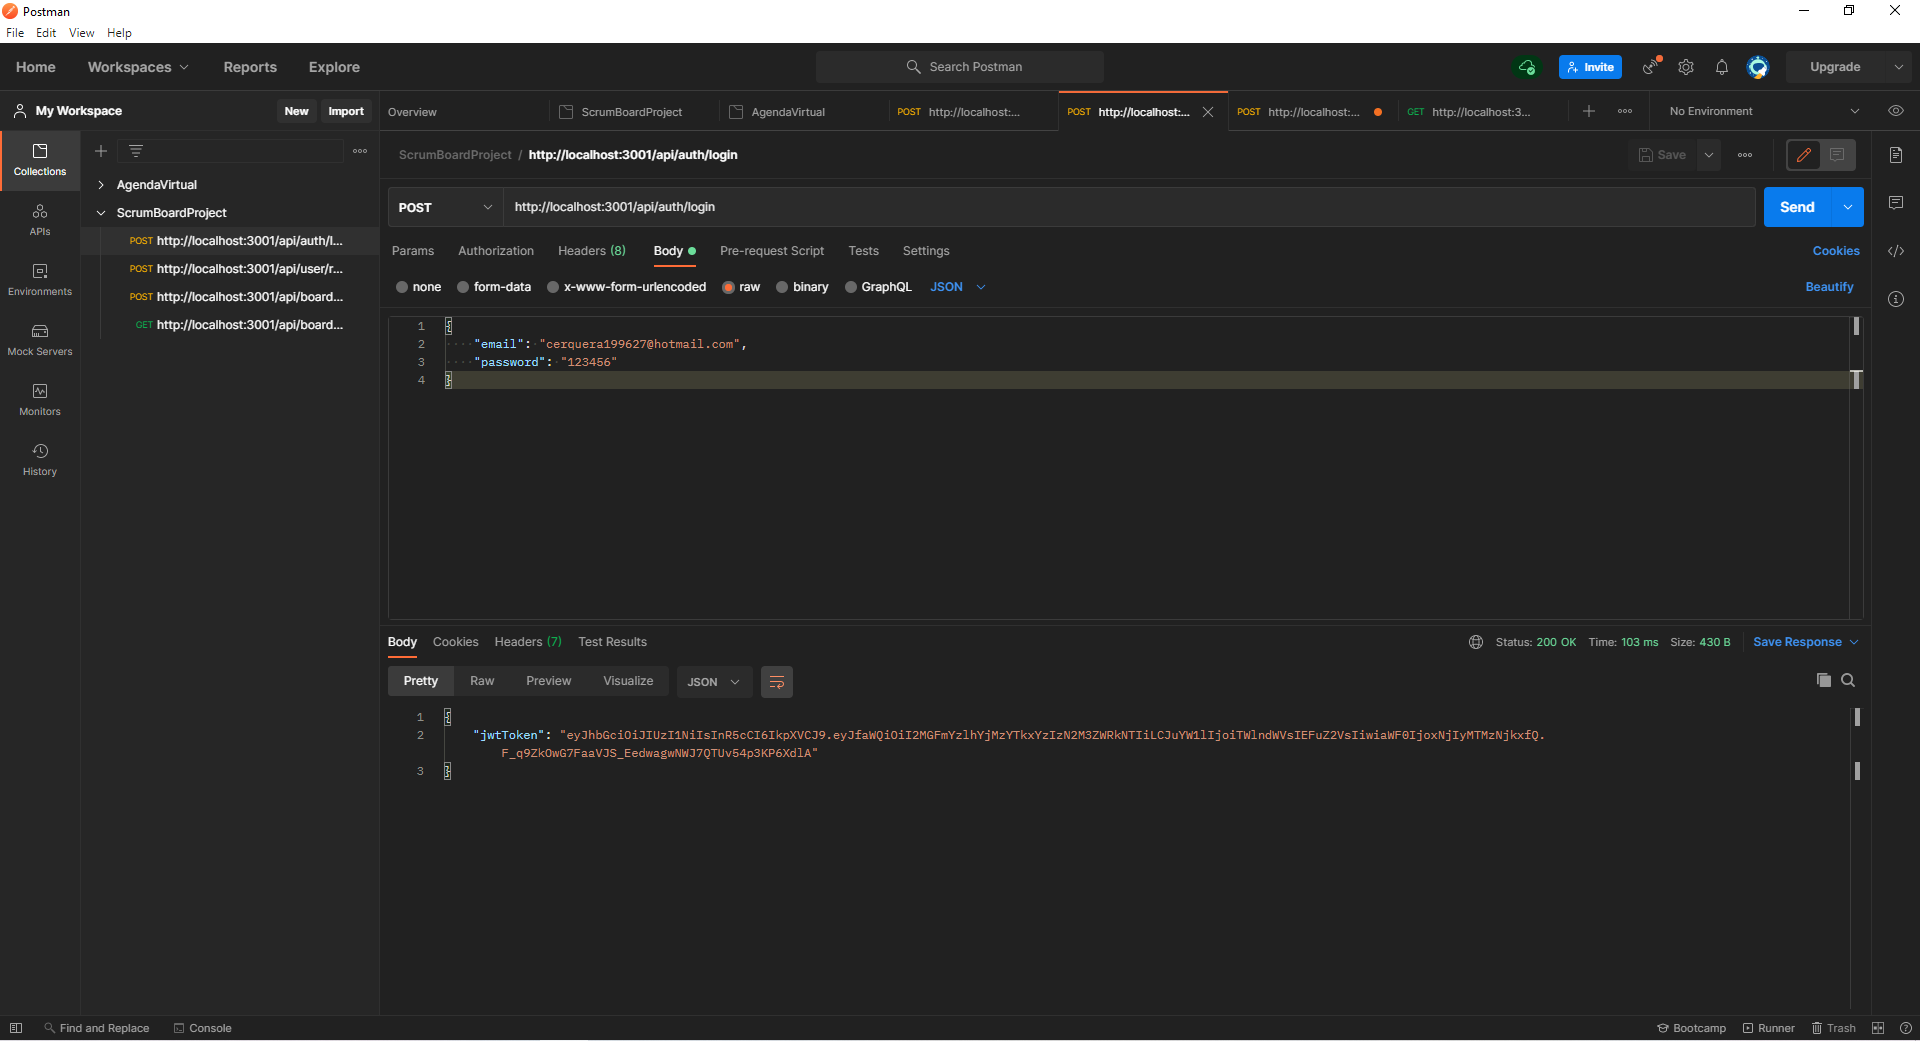 Postman
File Edit View Help
Home Workspaces Reports Explore
Search Postman
Invite
Upgrade
My Workspace
New Import
Overview
ScrumBoardProject
AgendaVirtual
POST http://localhost:...
POST http://localhost:...
POST http://localhost:...
GET http://localhost:3...
No Environment
Collections
APIs
Environments
Mock Servers
Monitors
History
AgendaVirtual
ScrumBoardProject
POST http://localhost:3001/api/auth/l...
POST http://localhost:3001/api/user/r...
POST http://localhost:3001/api/board...
GET http://localhost:3001/api/board...
ScrumBoardProject / http://localhost:3001/api/auth/login
Save
POST http://localhost:3001/api/auth/login
Send
Params Authorization Headers (8) Body Pre-request Script Tests Settings
Cookies
none form-data x-www-form-urlencoded raw binary GraphQL JSON
Beautify
1 {
2 "email": "cerquera199627@hotmail.com",
3 "password": "123456"
4 }
Body Cookies Headers (7) Test Results
Status: 200 OK Time: 103 ms Size: 430 B Save Response
Pretty Raw Preview Visualize JSON
1 {
2 "jwtToken": "eyJhbGciOiJIUzI1NiIsInR5cCI6IkpXVCJ9.eyJfaWQiOiI2MGFmYzlhYjMzYTkxYzIzN2M3ZWRkNTIiLCJuYW1lIjoiTWlndWVsIEFuZ2VsIiwiaWF0IjoxNjIyMTMzNjkxfQ.
F_q9ZkOwG7FaaVJS_EedwagwNWJ7QTUv54p3KP6XdlA"
3 }
Find and Replace Console
Bootcamp Runner Trash